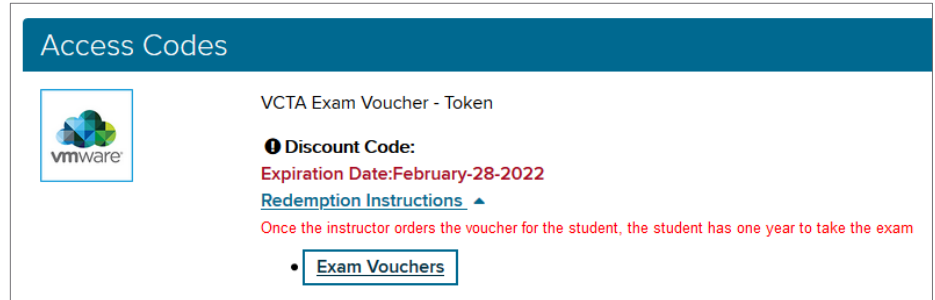 Access Codes
vmware
VCTA Exam Voucher - Token
Discount Code:
Expiration Date:February-28-2022
Redemption Instructions
Once the instructor orders the voucher for the student, the student has one year to take the exam
Exam Vouchers